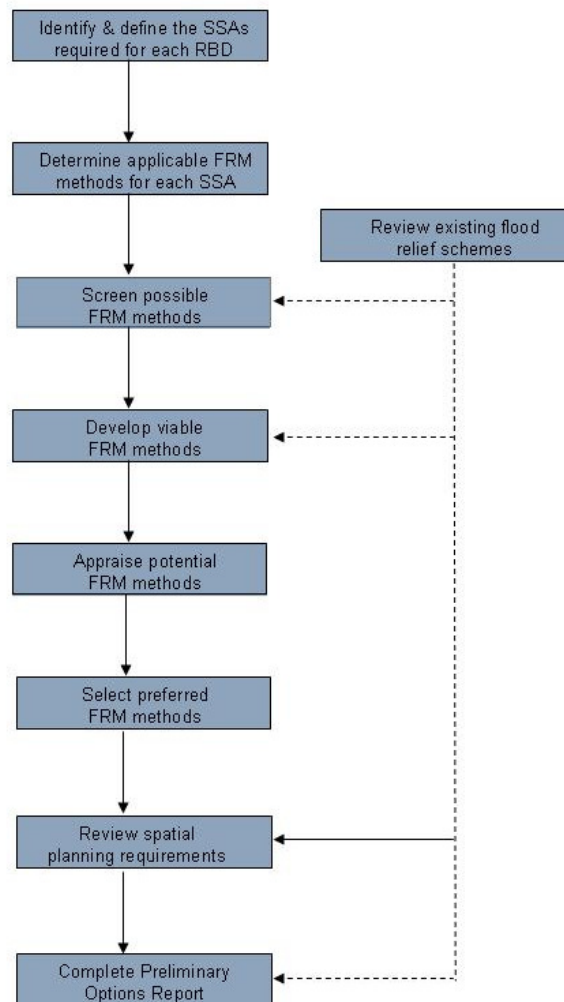 Identify & define the SSAs
required for each RBD
Determine applicable FRM
methods for each SSA
Review existing flood
relief schemes
Screen possible
FRM methods
Develop viable
FRM methods
Appraise potential
FRM methods
Select preferred
FRM methods
Review spatial
planning requirements
Complete Preliminary
Options Report